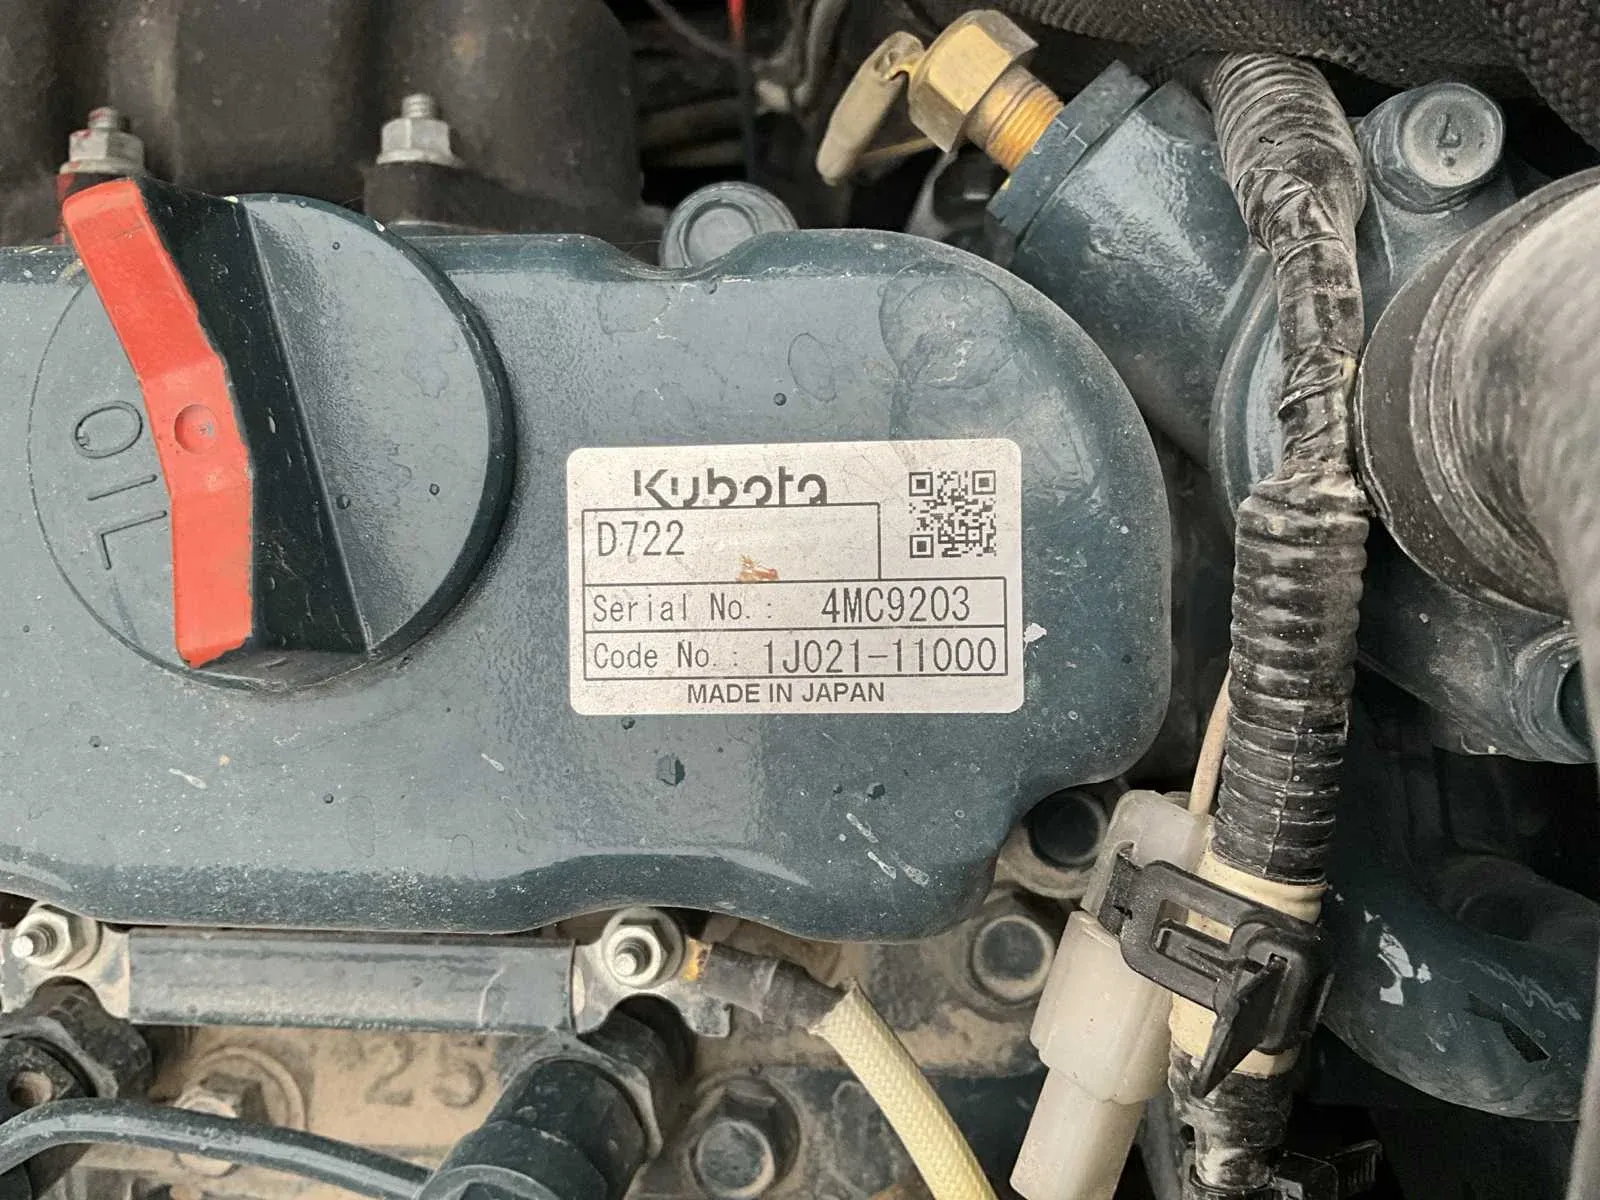 OIL
Kubota
D722
Serial No. : 4MC9203
Code No. : 1J021-11000
MADE IN JAPAN
25